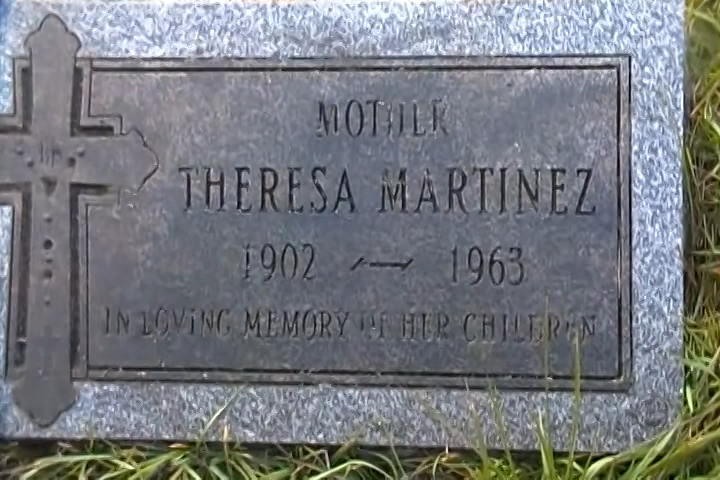 MOTHER
THERESA MARTINEZ
1902 — 1963
IN LOVING MEMORY OF HER CHILDREN